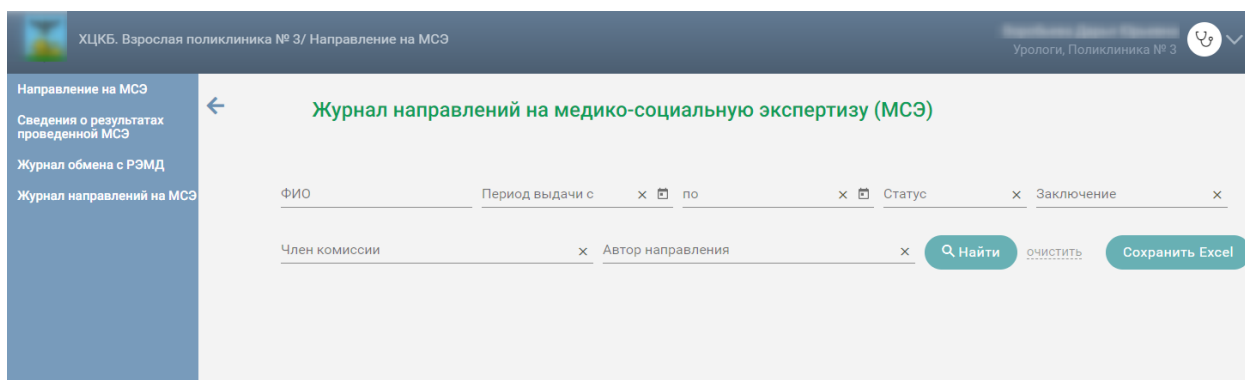 ХЦКБ. Взрослая поликлиника № 3/ Направление на МСЭ
Урологи, Поликлиника № 3
Направление на МСЭ
Сведения о результатах
проведенной МСЭ
Журнал обмена с РЭМД
Журнал направлений на МСЭ
Журнал направлений на медико-социальную экспертизу (МСЭ)
ФИО Период выдачи с по Статус Заключение
Член комиссии Автор направления Найти очистить Сохранить Excel